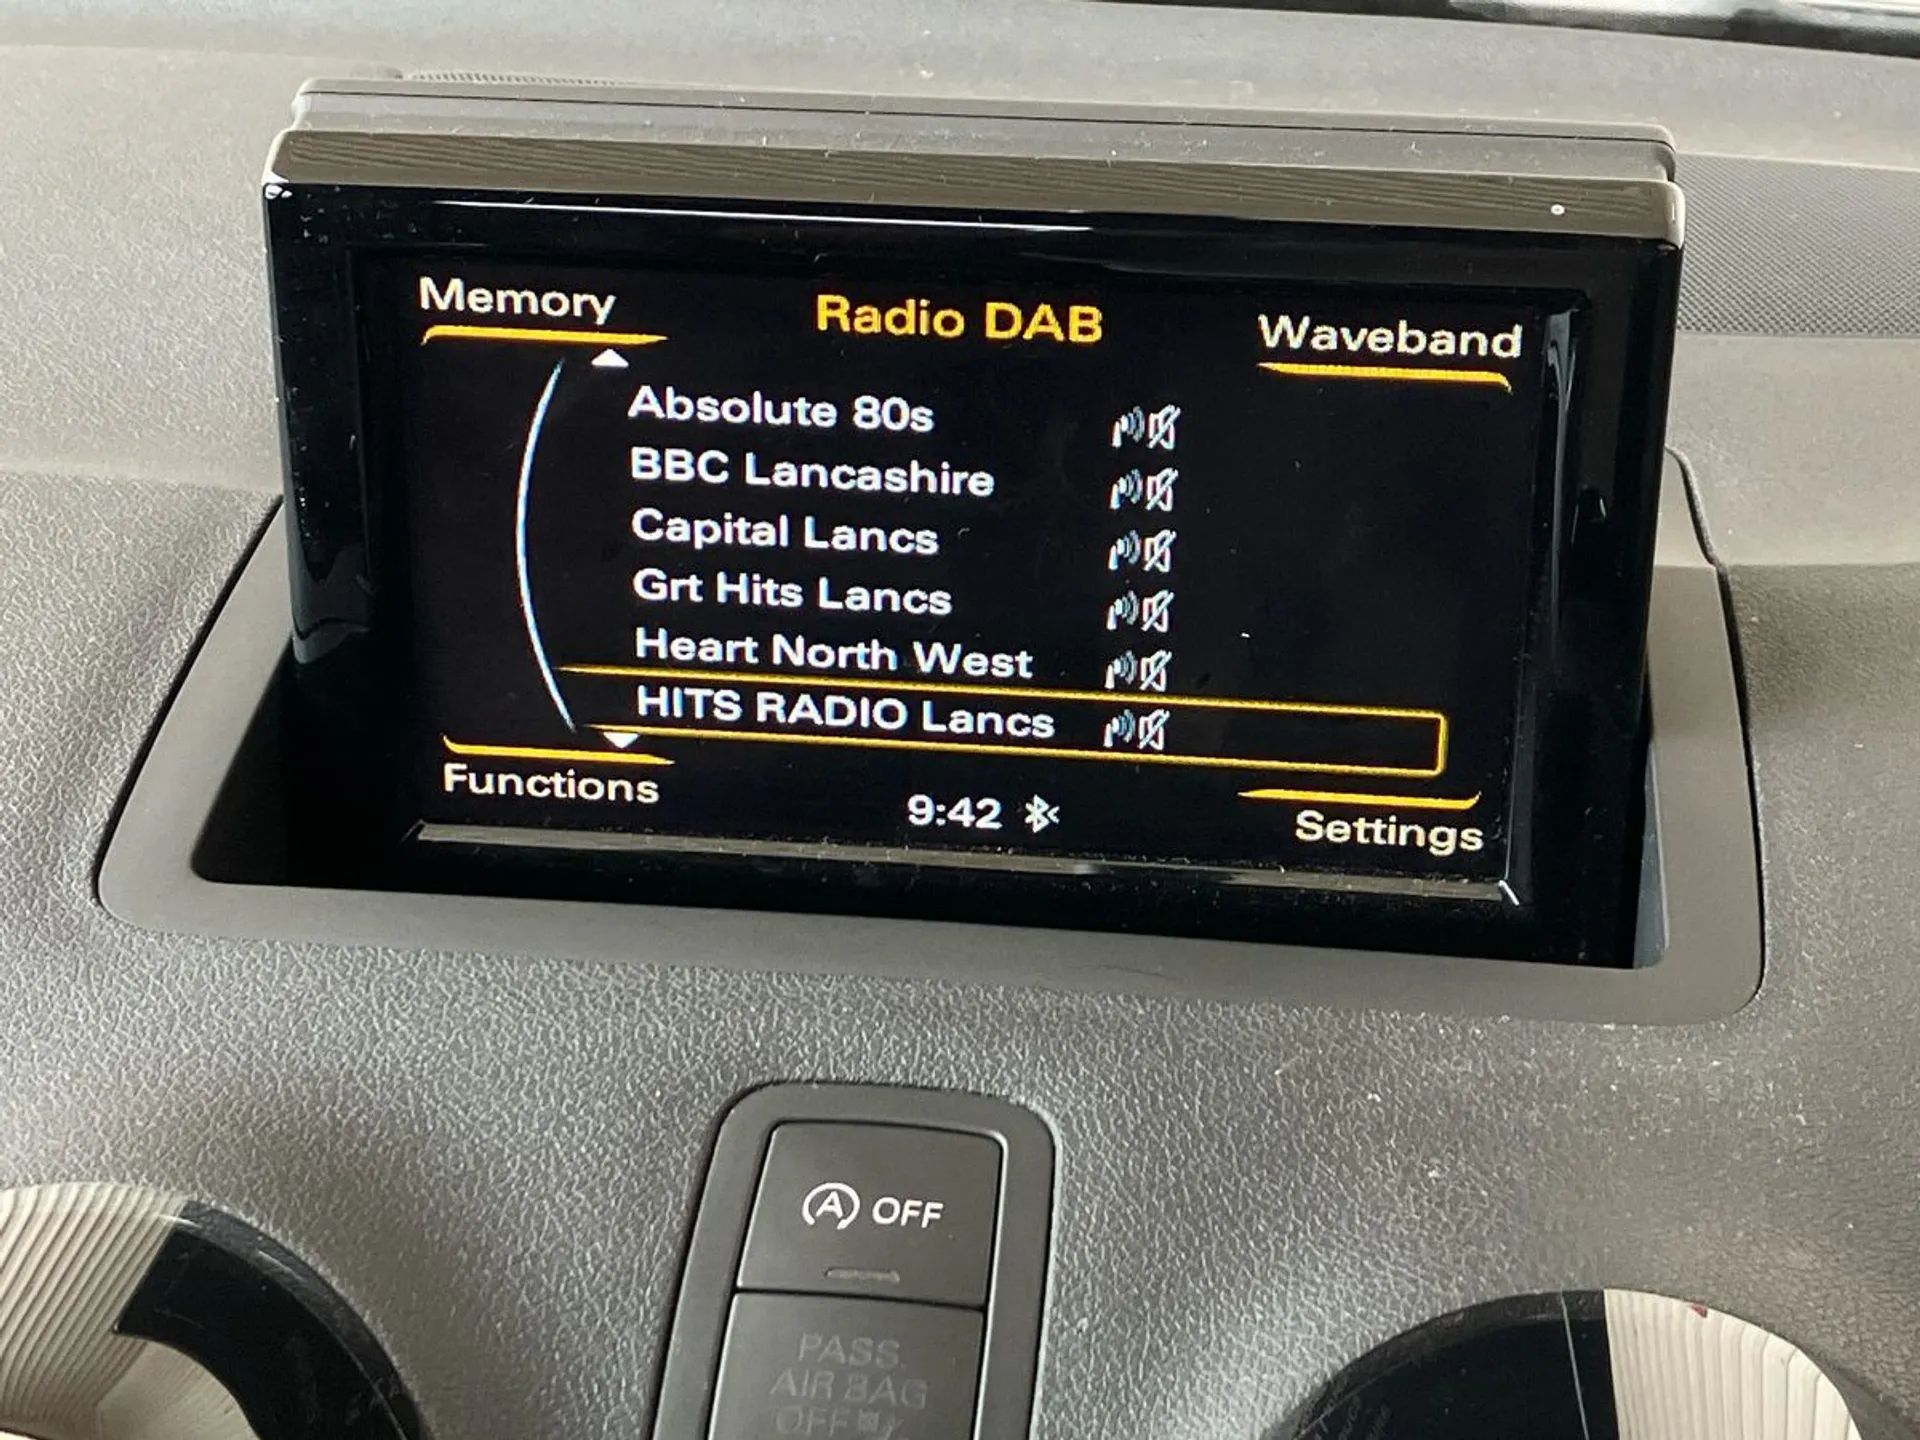 Memory
Radio DAB
Waveband
Absolute 80s
BBC Lancashire
Capital Lancs
Grt Hits Lancs
Heart North West
HITS RADIO Lancs
Functions
9:42
Settings
A OFF
PASS.
AIR BAG
OFF